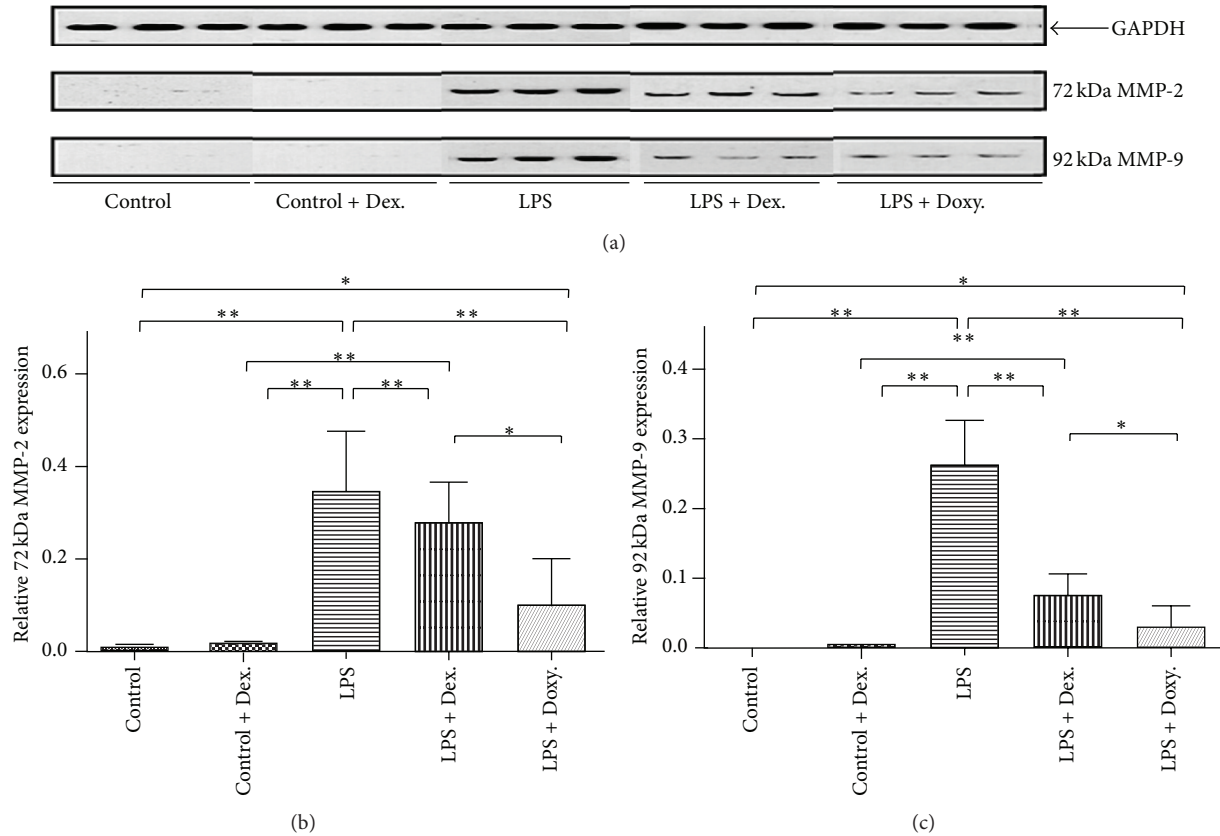 GAPDH
72 kDa MMP-2
92 kDa MMP-9
Control Control + Dex. LPS LPS + Dex. LPS + Doxy.
(a)
*
** **
**
** **
*
Relative 72 kDa MMP-2 expression
0.6
0.4
0.2
0.0
Control
Control + Dex.
LPS
LPS + Dex.
LPS + Doxy.
(b)
*
** **
**
** **
*
Relative 92 kDa MMP-9 expression
0.4
0.3
0.2
0.1
0.0
Control
Control + Dex.
LPS
LPS + Dex.
LPS + Doxy.
(c)